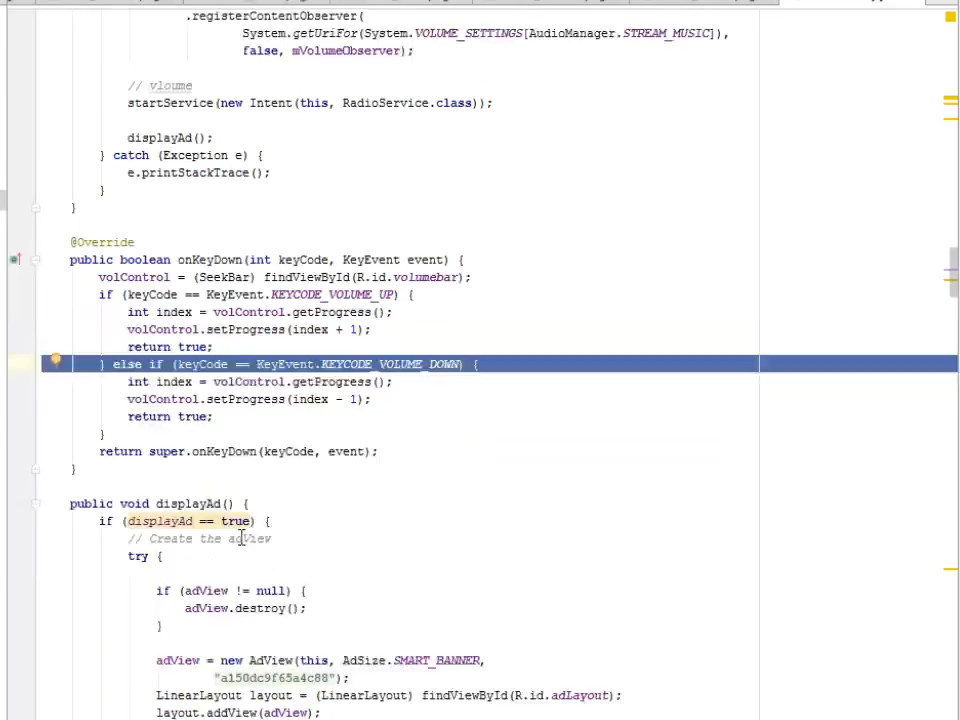 .registerContentObserver(
System.getUriFor(System.VOLUME_SETTINGS[AudioManager.STREAM_MUSIC]),
false, mVolumeObserver);
// vloume
startService(new Intent(this, RadioService.class));
displayAd();
} catch (Exception e) {
e.printStackTrace();
}
}
@Override
public boolean onKeyDown(int keyCode, KeyEvent event) {
volControl = (SeekBar) findViewById(R.id.volumebar);
if (keyCode == KeyEvent.KEYCODE_VOLUME_UP) {
int index = volControl.getProgress();
volControl.setProgress(index + 1);
return true;
} else if (keyCode == KeyEvent.KEYCODE_VOLUME_DOWN) {
int index = volControl.getProgress();
volControl.setProgress(index - 1);
return true;
}
return super.onKeyDown(keyCode, event);
}
public void displayAd() {
if (displayAd == true) {
// Create the adView
try {
if (adView != null) {
adView.destroy();
}
adView = new AdView(this, AdSize.SMART_BANNER,
"a150dc9f65a4c88");
LinearLayout layout = (LinearLayout) findViewById(R.id.adLayout);
layout.addView(adView);